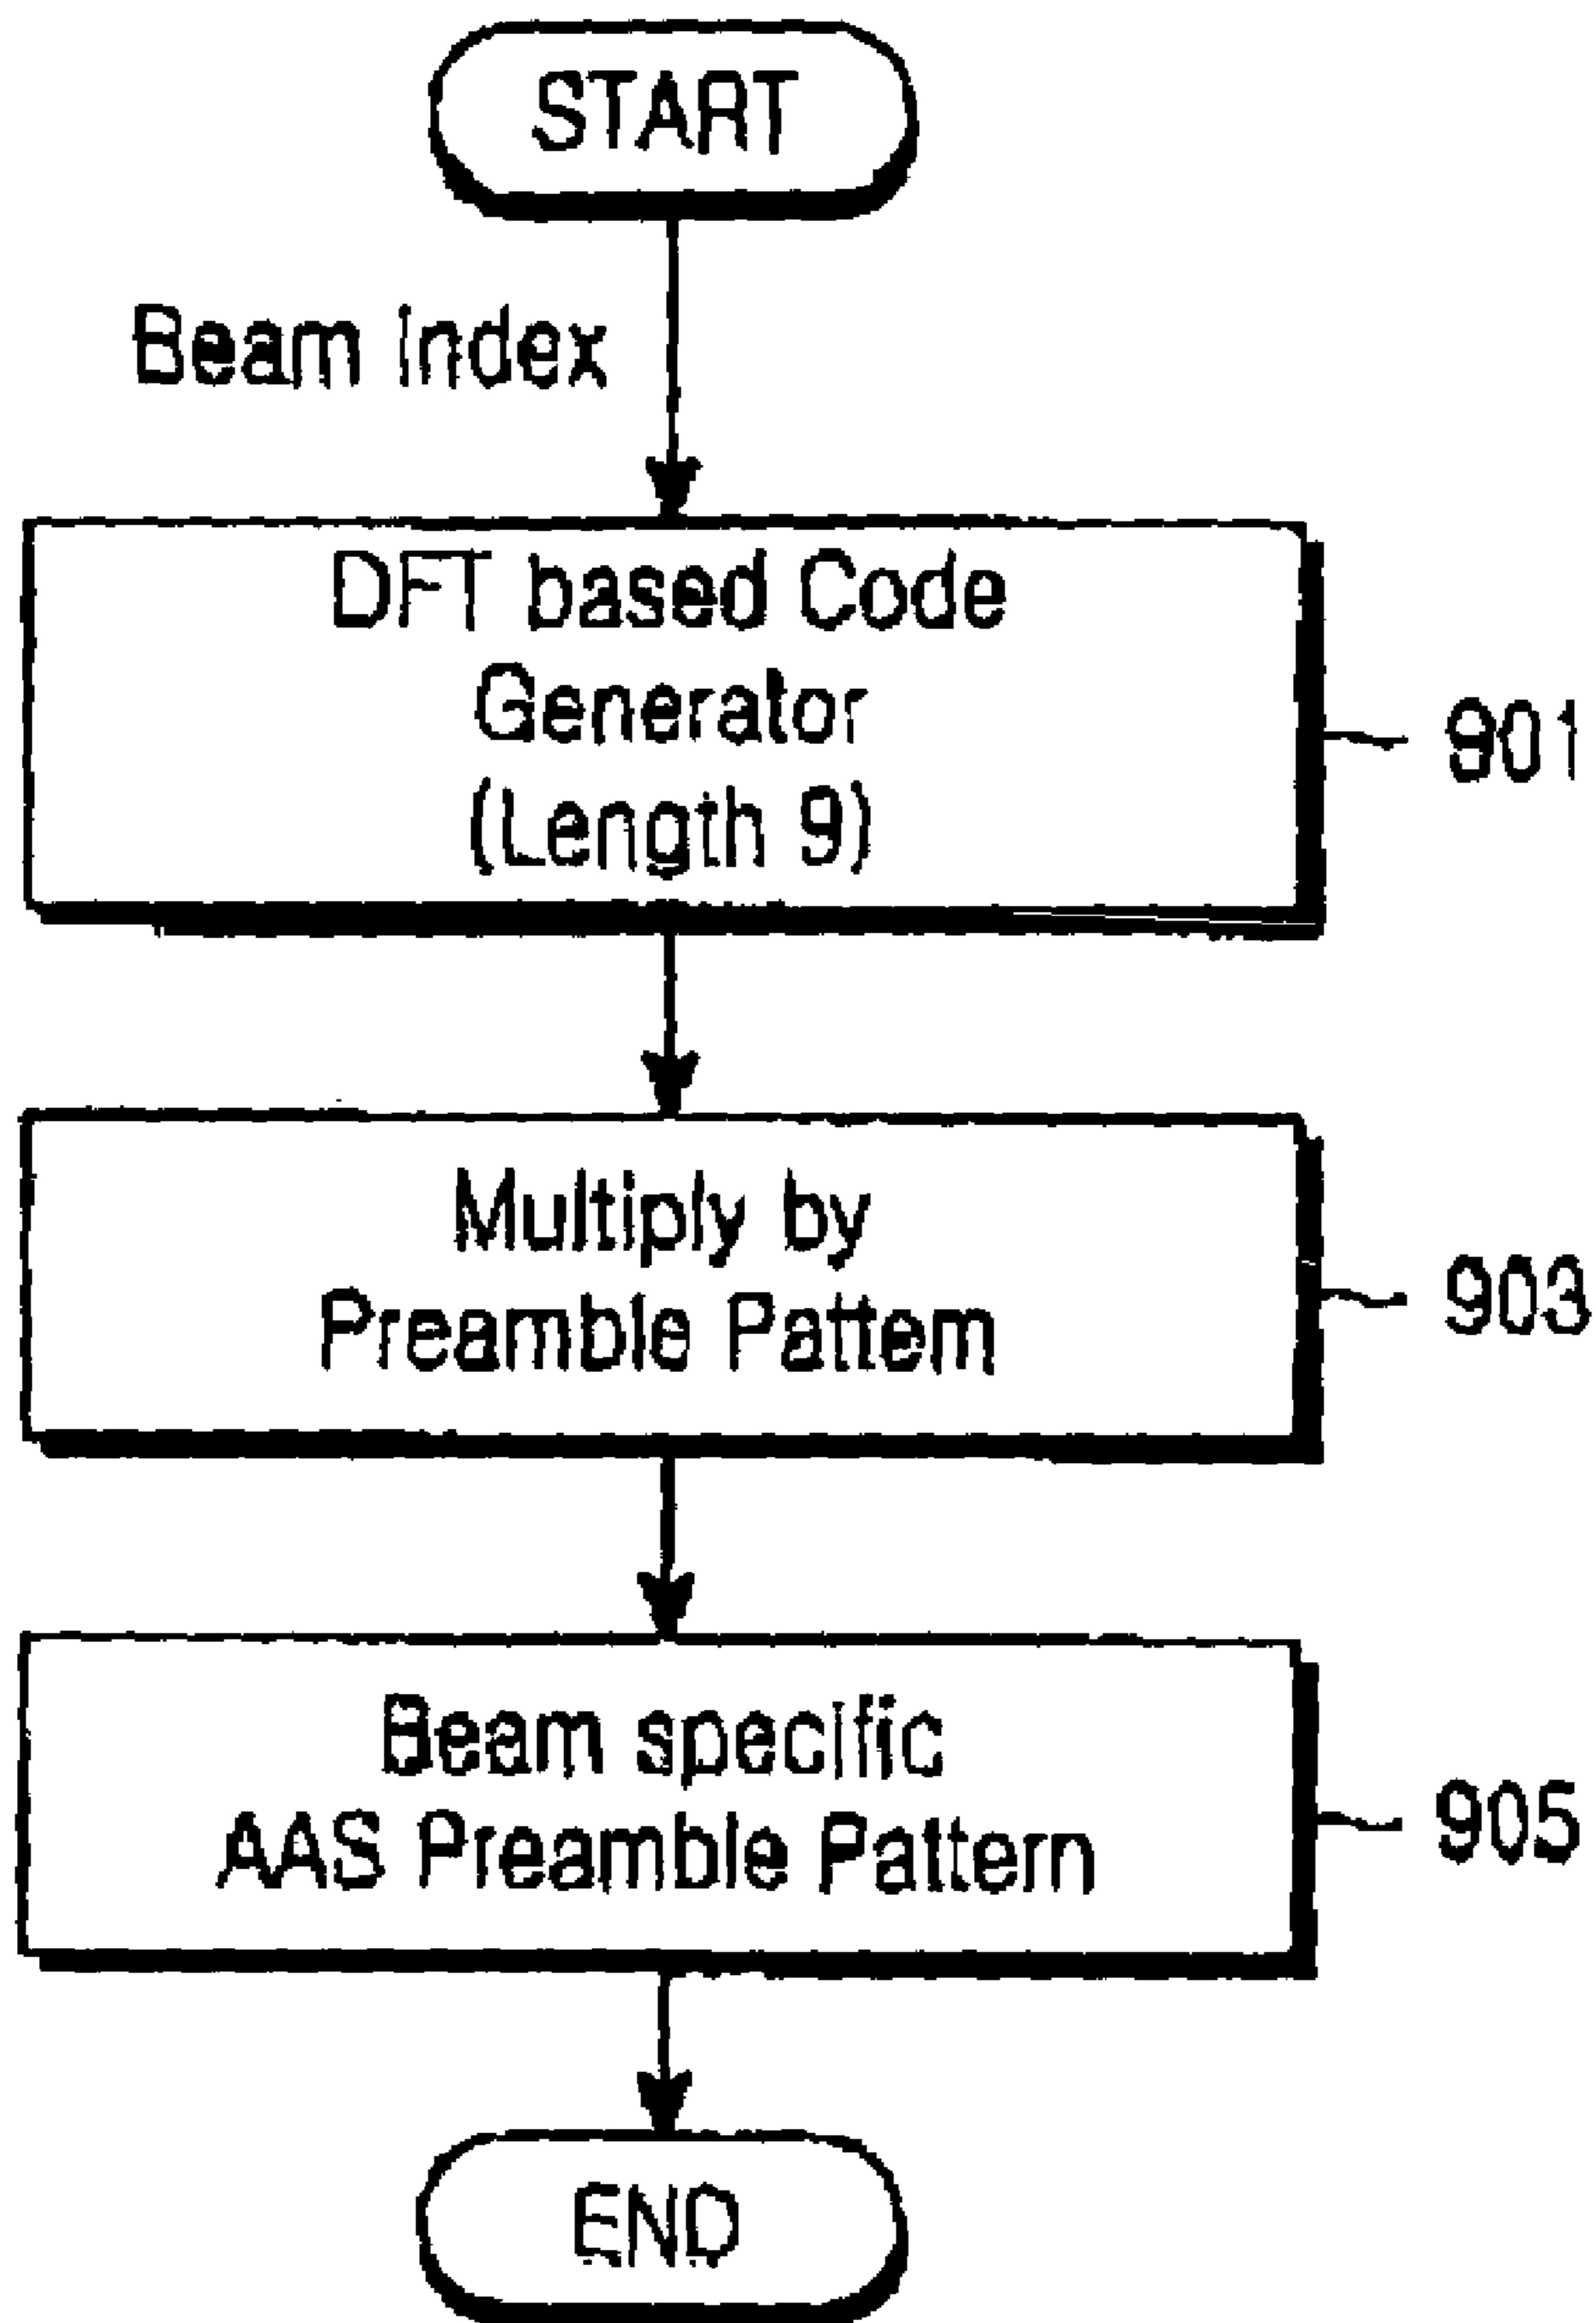 START
Beam index
DFT based Code
Generator
(Length 9)
901
Multiply by
Preamble Pattern
903
Beam specific
AAS Preamble Pattern
905
END